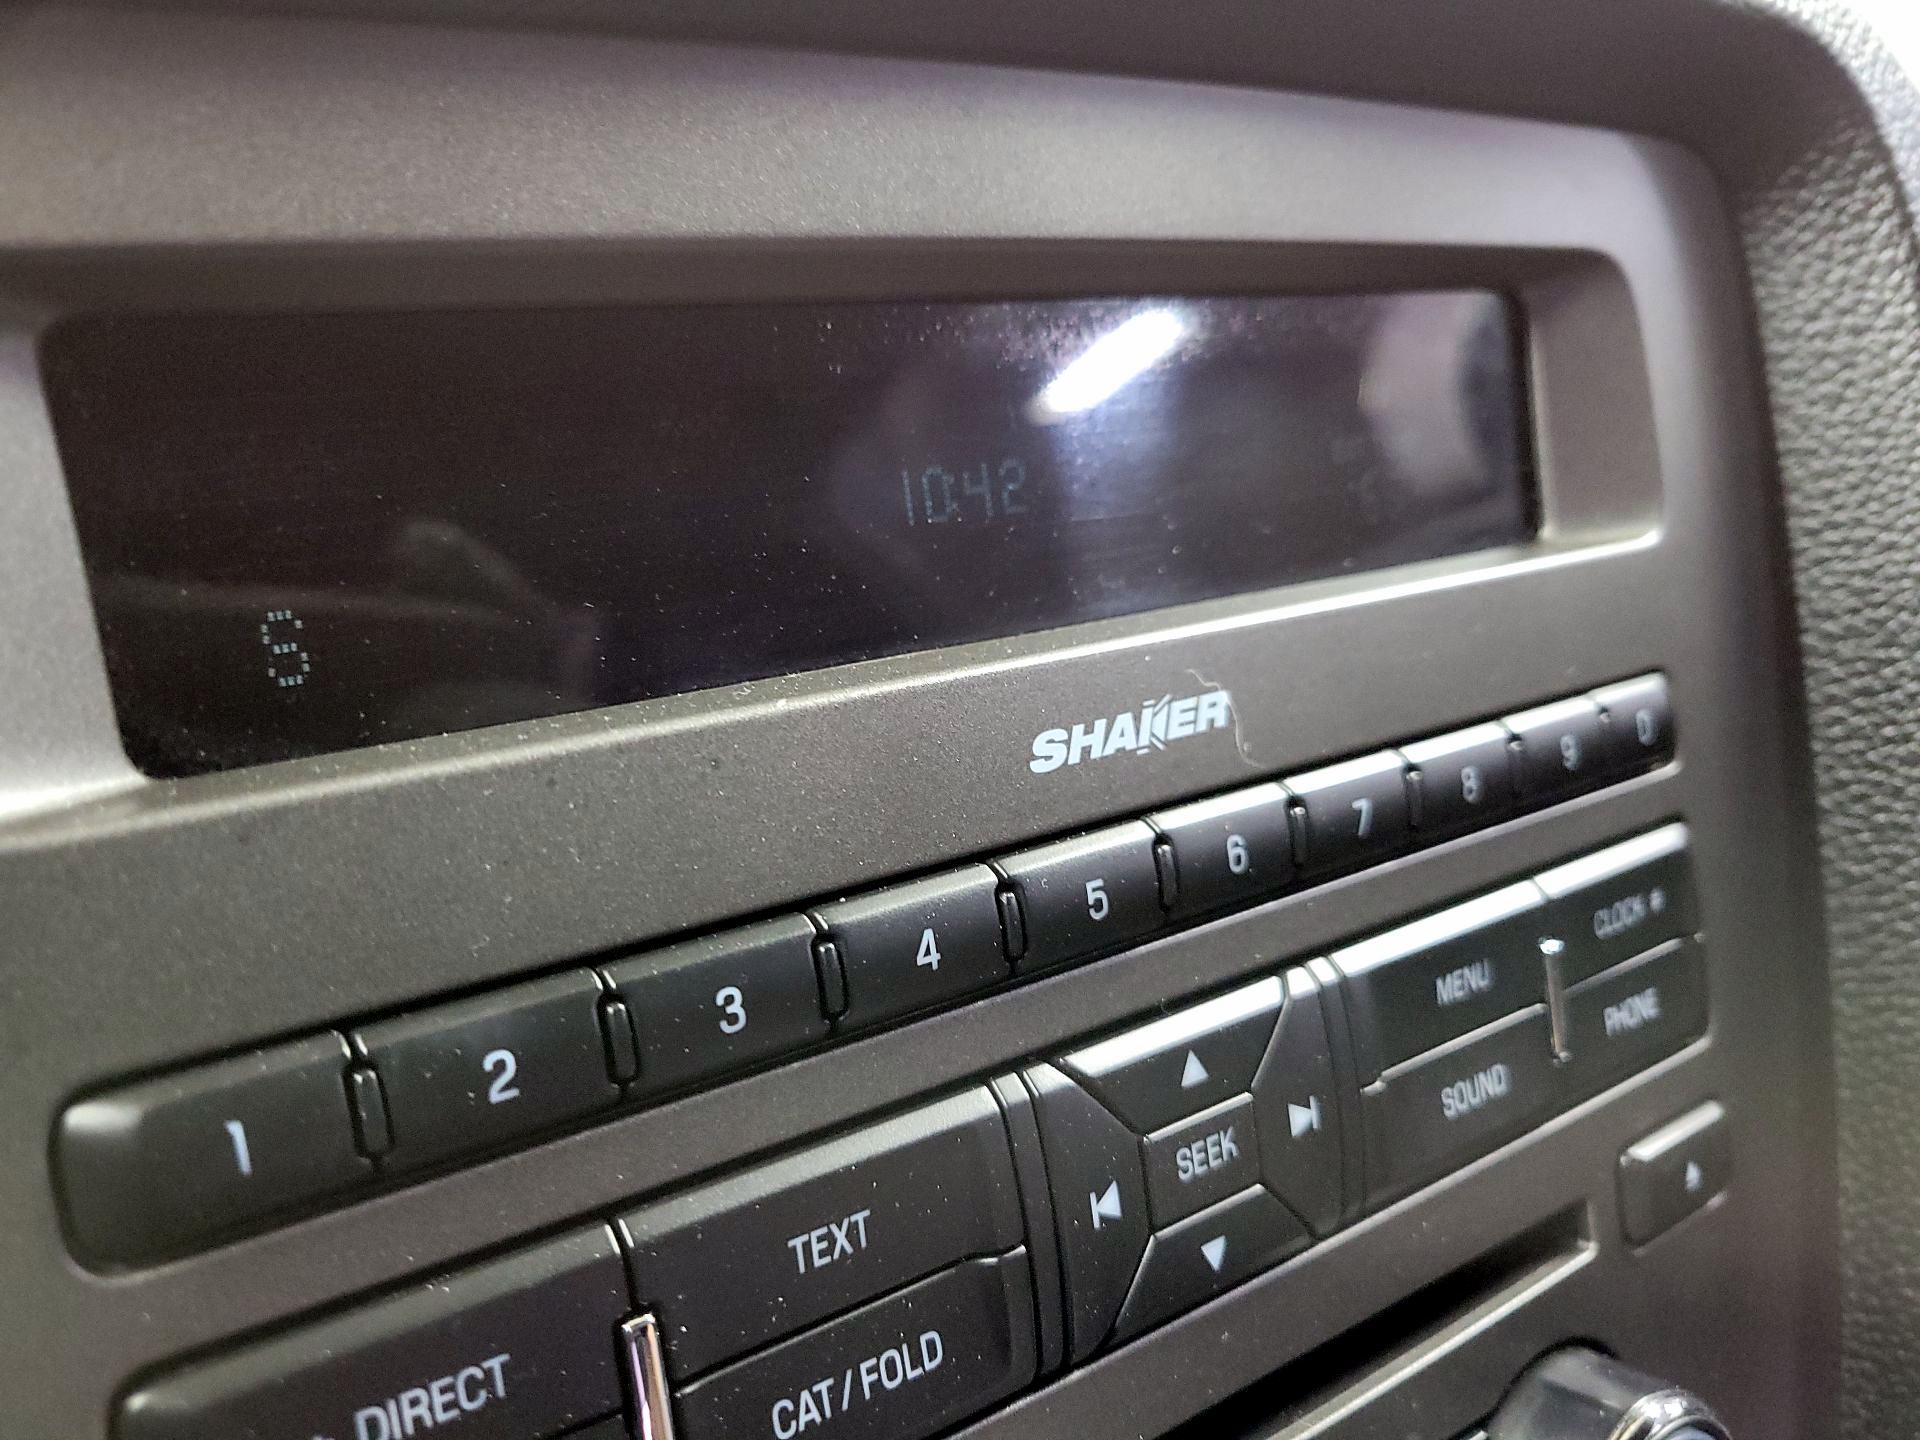 10:42
S
SHAKER
1 2 3 4 5 6 7 8 9 0
CLOCK
MENU
PHONE
SOUND
SEEK
TEXT
DIRECT
CAT/FOLD